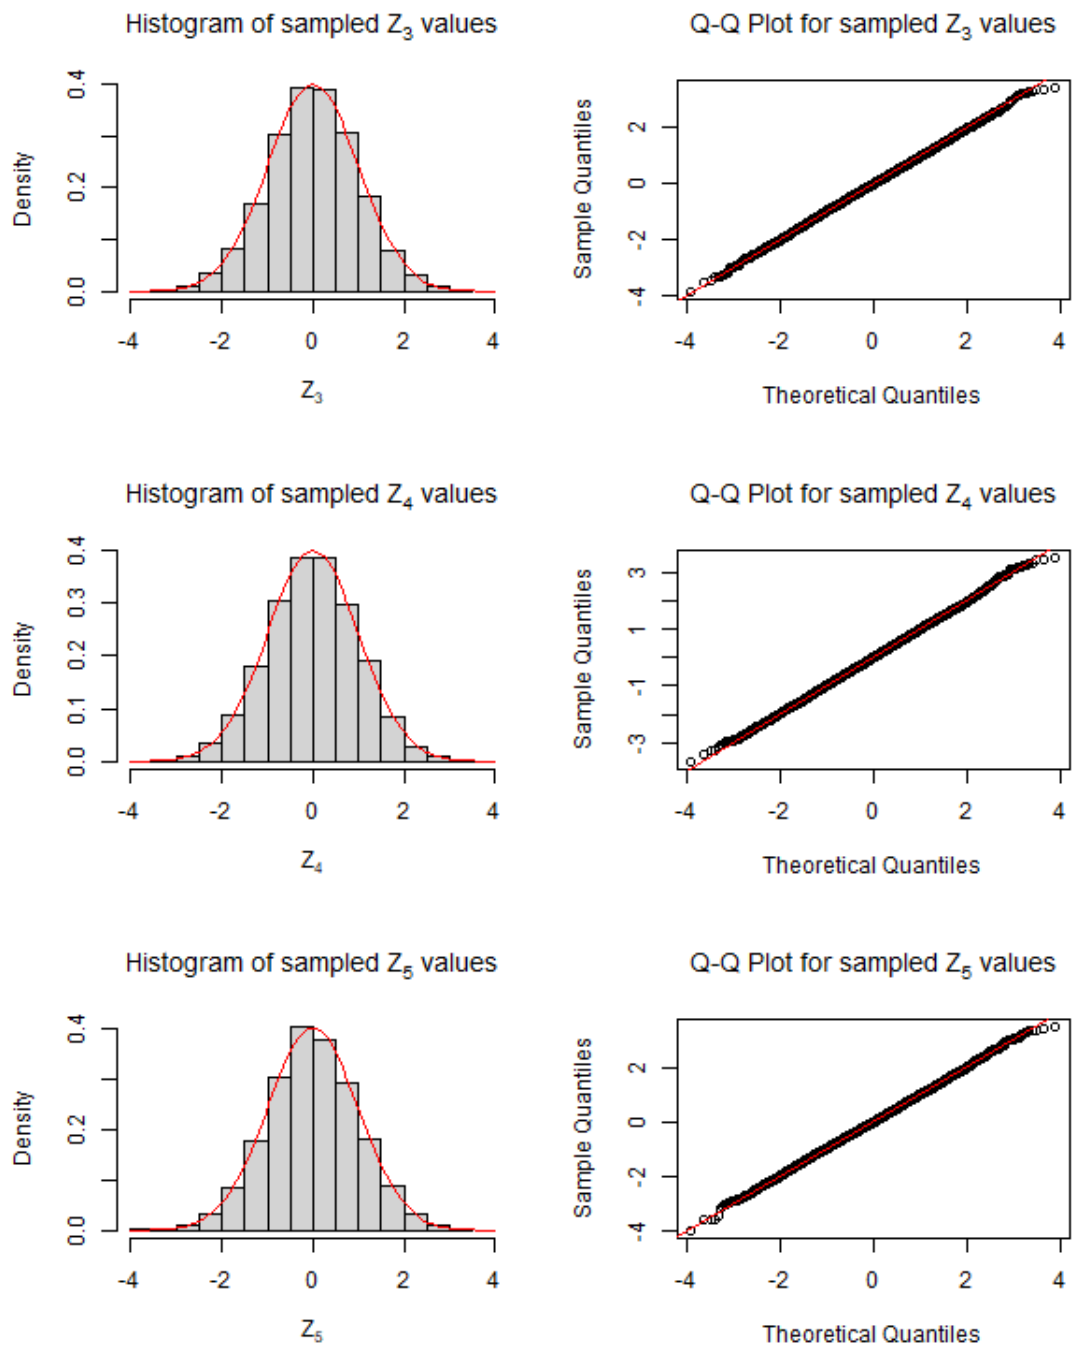 Histogram of sampled Z3 values
Density
0.0 0.2 0.4
-4 -2 0 2 4
Z3
Q-Q Plot for sampled Z3 values
Sample Quantiles
-4 -2 0 2
-4 -2 0 2 4
Theoretical Quantiles
Histogram of sampled Z4 values
Density
0.0 0.1 0.2 0.3 0.4
-4 -2 0 2 4
Z4
Q-Q Plot for sampled Z4 values
Sample Quantiles
-3 -1 1 3
-4 -2 0 2 4
Theoretical Quantiles
Histogram of sampled Z5 values
Density
0.0 0.2 0.4
-4 -2 0 2 4
Z5
Q-Q Plot for sampled Z5 values
Sample Quantiles
-4 -2 0 2
-4 -2 0 2 4
Theoretical Quantiles